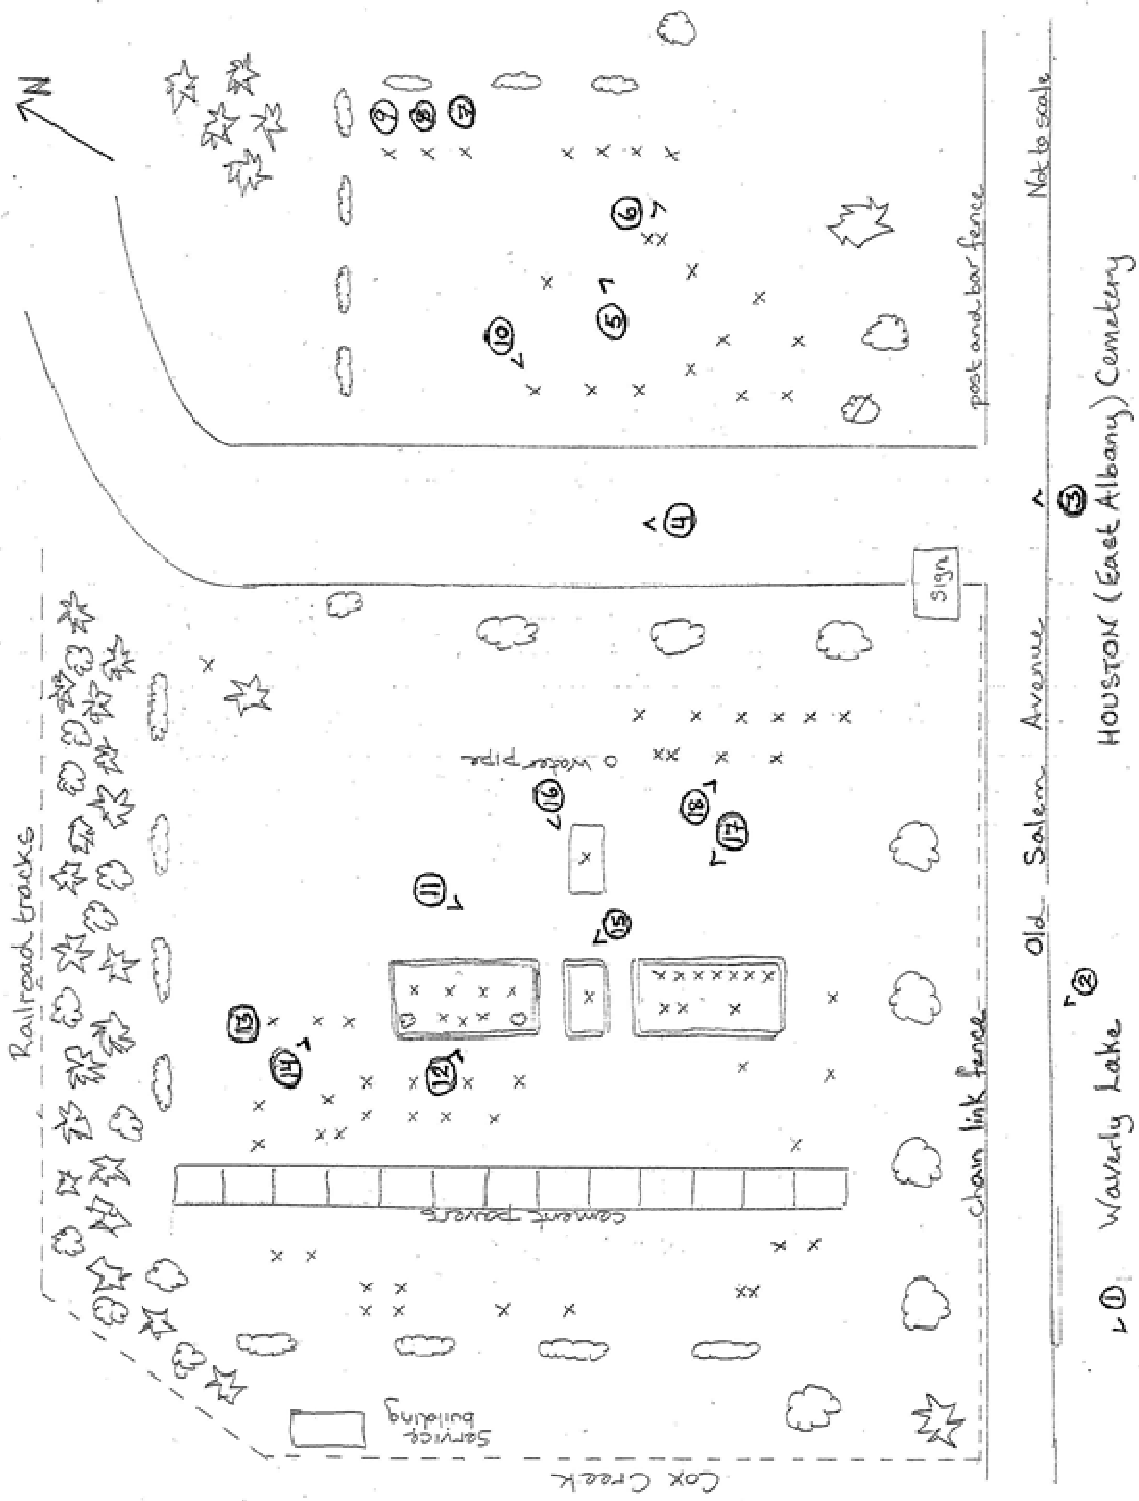 N
Railroad tracks
9
8
7
6
5
10
post and bar fence
Not to scale
4
3
Sign
Water pipe
16
18
17
11
15
13
14
12
cement pavers
chain link fence
Old Salem Avenue
2
1
Waverly Lake
HOUSTON (East Albany) Cemetery
Service
building
Cox Creek